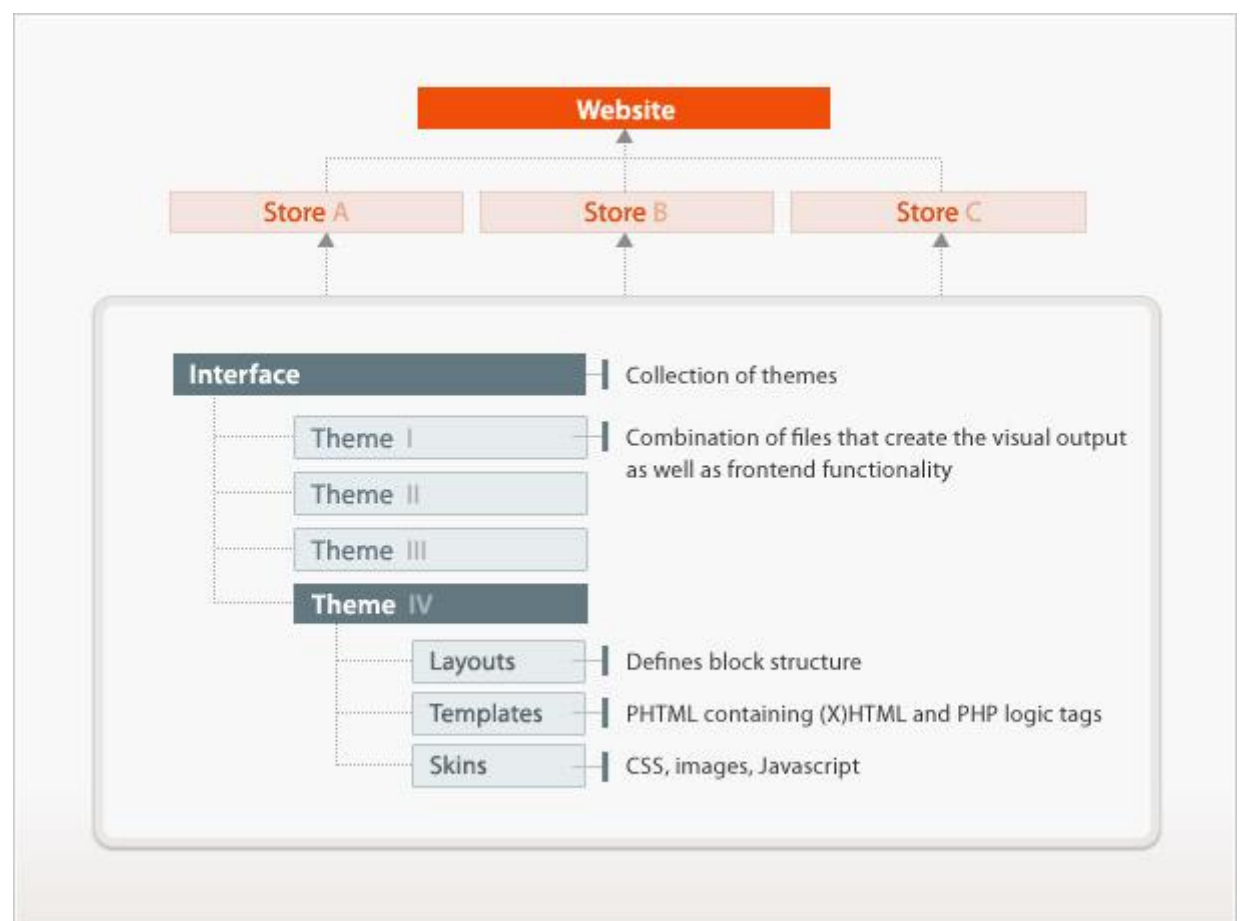 Website
Store A
Store B
Store C
Interface
Collection of themes
Theme I
Combination of files that create the visual output
as well as frontend functionality
Theme II
Theme III
Theme IV
Layouts
Defines block structure
Templates
PHTML containing (X)HTML and PHP logic tags
Skins
CSS, images, Javascript